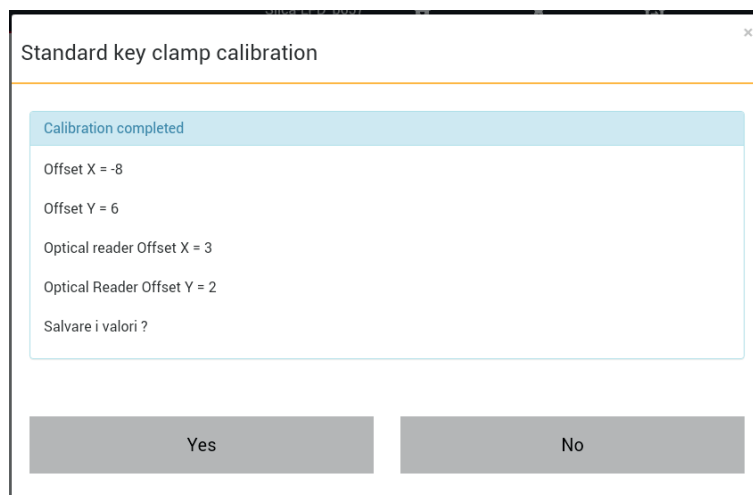 Standard key clamp calibration
×
Calibration completed
Offset X = -8
Offset Y = 6
Optical reader Offset X = 3
Optical Reader Offset Y = 2
Salvare i valori ?
Yes
No